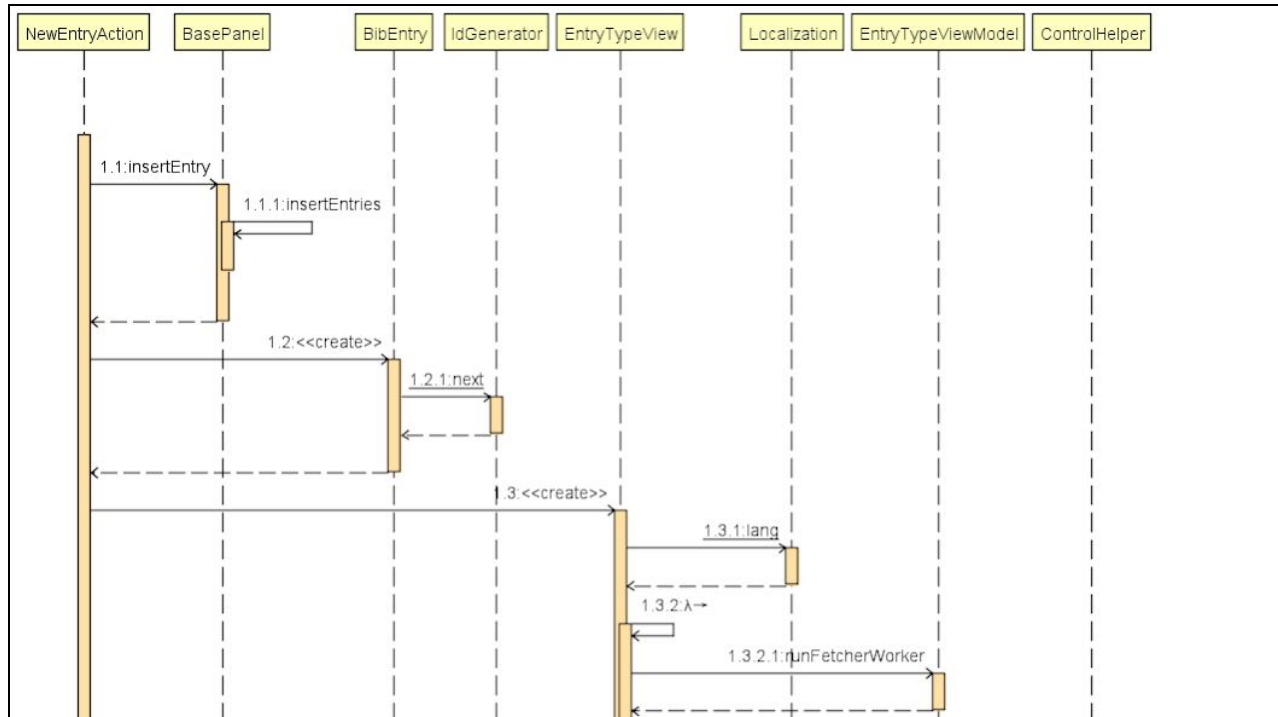 NewEntryAction BasePanel BibEntry IdGenerator EntryTypeView Localization EntryTypeViewModel ControlHelper
1.1:insertEntry
1.1.1:insertEntries
1.2:<<create>>
1.2.1:next
1.3:<<create>>
1.3.1:lang
1.3.2:λ→
1.3.2.1:runFetcherWorker